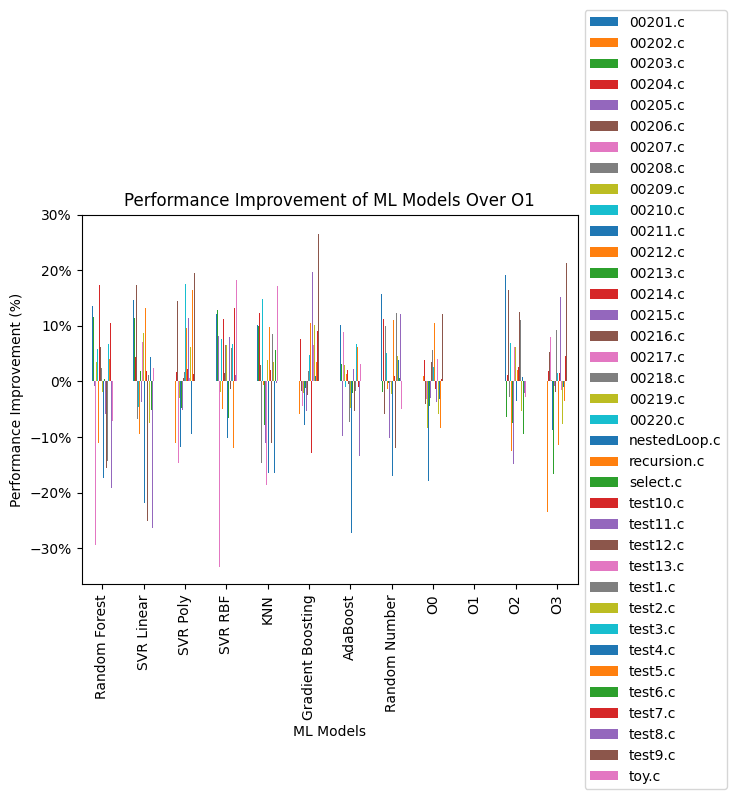 Performance Improvement of ML Models Over O1
Performance Improvement (%)
30%
20%
10%
0%
−10%
−20%
−30%
Random Forest
SVR Linear
SVR Poly
SVR RBF
KNN
Gradient Boosting
AdaBoost
Random Number
O0
O1
O2
O3
ML Models
00201.c
00202.c
00203.c
00204.c
00205.c
00206.c
00207.c
00208.c
00209.c
00210.c
00211.c
00212.c
00213.c
00214.c
00215.c
00216.c
00217.c
00218.c
00219.c
00220.c
nestedLoop.c
recursion.c
select.c
test10.c
test11.c
test12.c
test13.c
test1.c
test2.c
test3.c
test4.c
test5.c
test6.c
test7.c
test8.c
test9.c
toy.c